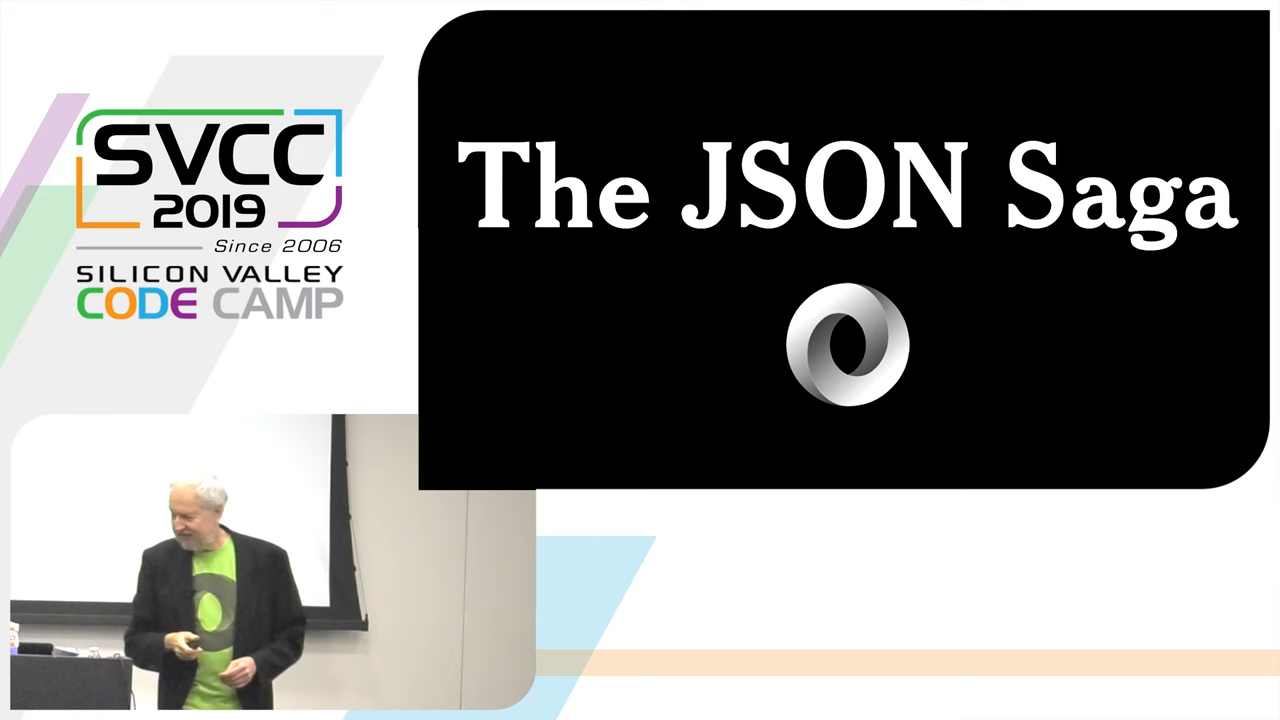 SVCC
2019
Since 2006
SILICON VALLEY
CODE CAMP
The JSON Saga